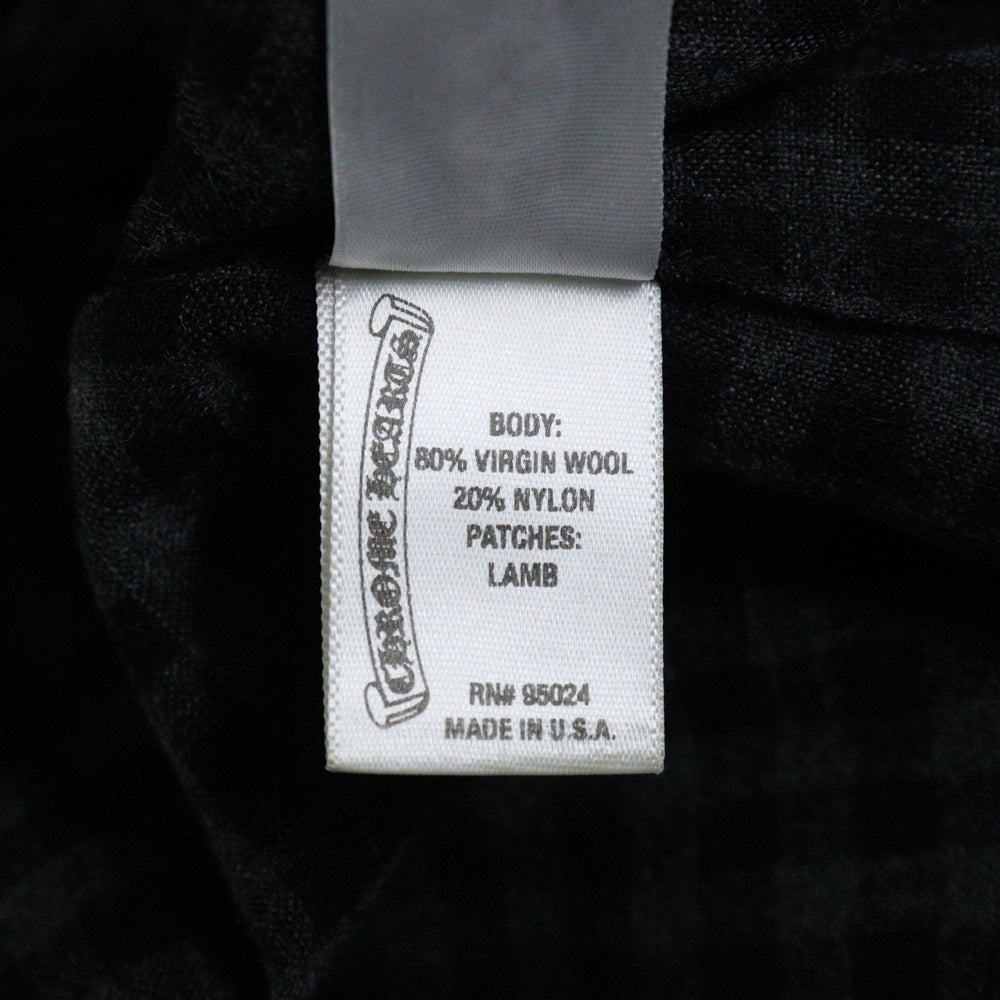 CHROME HEARTS
BODY:
80% VIRGIN WOOL
20% NYLON
PATCHES:
LAMB
RN# 95024
MADE IN U.S.A.